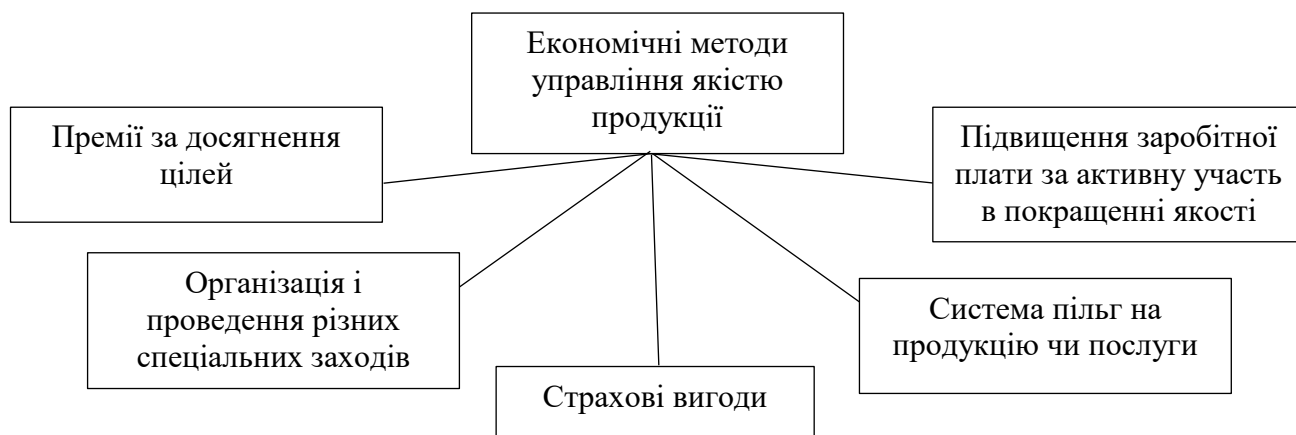 Економічні методи
управління якістю
продукції
Премії за досягнення
цілей
Підвищення заробітної
плати за активну участь
в покращенні якості
Організація і
проведення різних
спеціальних заходів
Система пільг на
продукцію чи послуги
Страхові вигоди